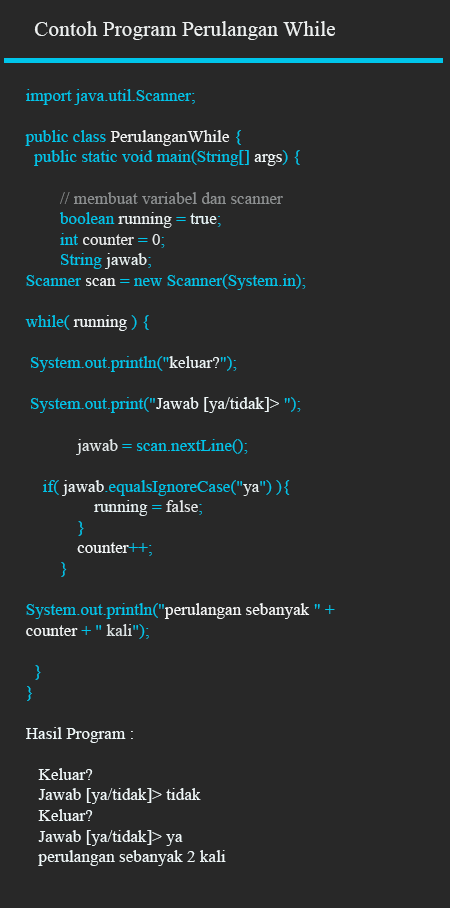 Contoh Program Perulangan While
import java.util.Scanner;
public class PerulanganWhile {
public static void main(String[] args) {
// membuat variabel dan scanner
boolean running = true;
int counter = 0;
String jawab;
Scanner scan = new Scanner(System.in);
while( running ) {
System.out.println("keluar?");
System.out.print("Jawab [ya/tidak]> ");
jawab = scan.nextLine();
if( jawab.equalsIgnoreCase("ya") ){
running = false;
}
counter++;
}
System.out.println("perulangan sebanyak " +
counter + " kali");
}
}
Hasil Program :
Keluar?
Jawab [ya/tidak]> tidak
Keluar?
Jawab [ya/tidak]> ya
perulangan sebanyak 2 kali